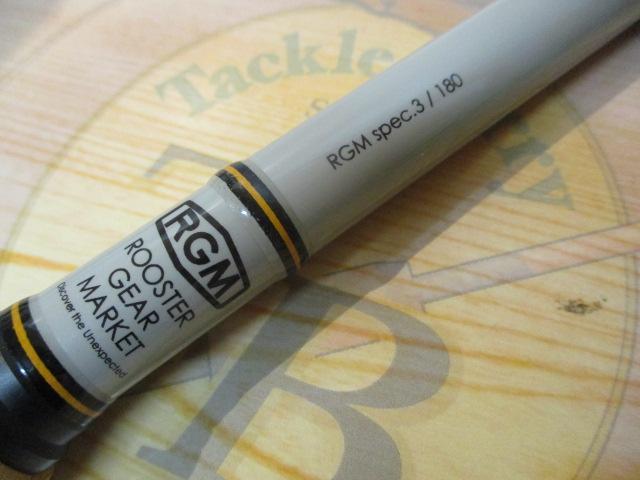 Tackle
B
RGM spec.3 / 180
RGM
ROOSTER
GEAR
MARKET
Discover the Unexpected